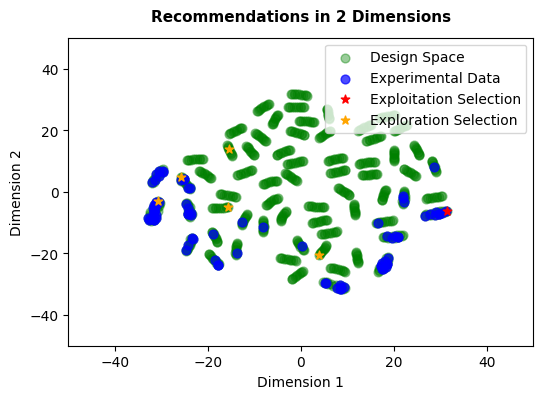 Recommendations in 2 Dimensions
Design Space
Experimental Data
Exploitation Selection
Exploration Selection
Dimension 2
40
20
0
−20
−40
−40
−20
0
20
40
Dimension 1